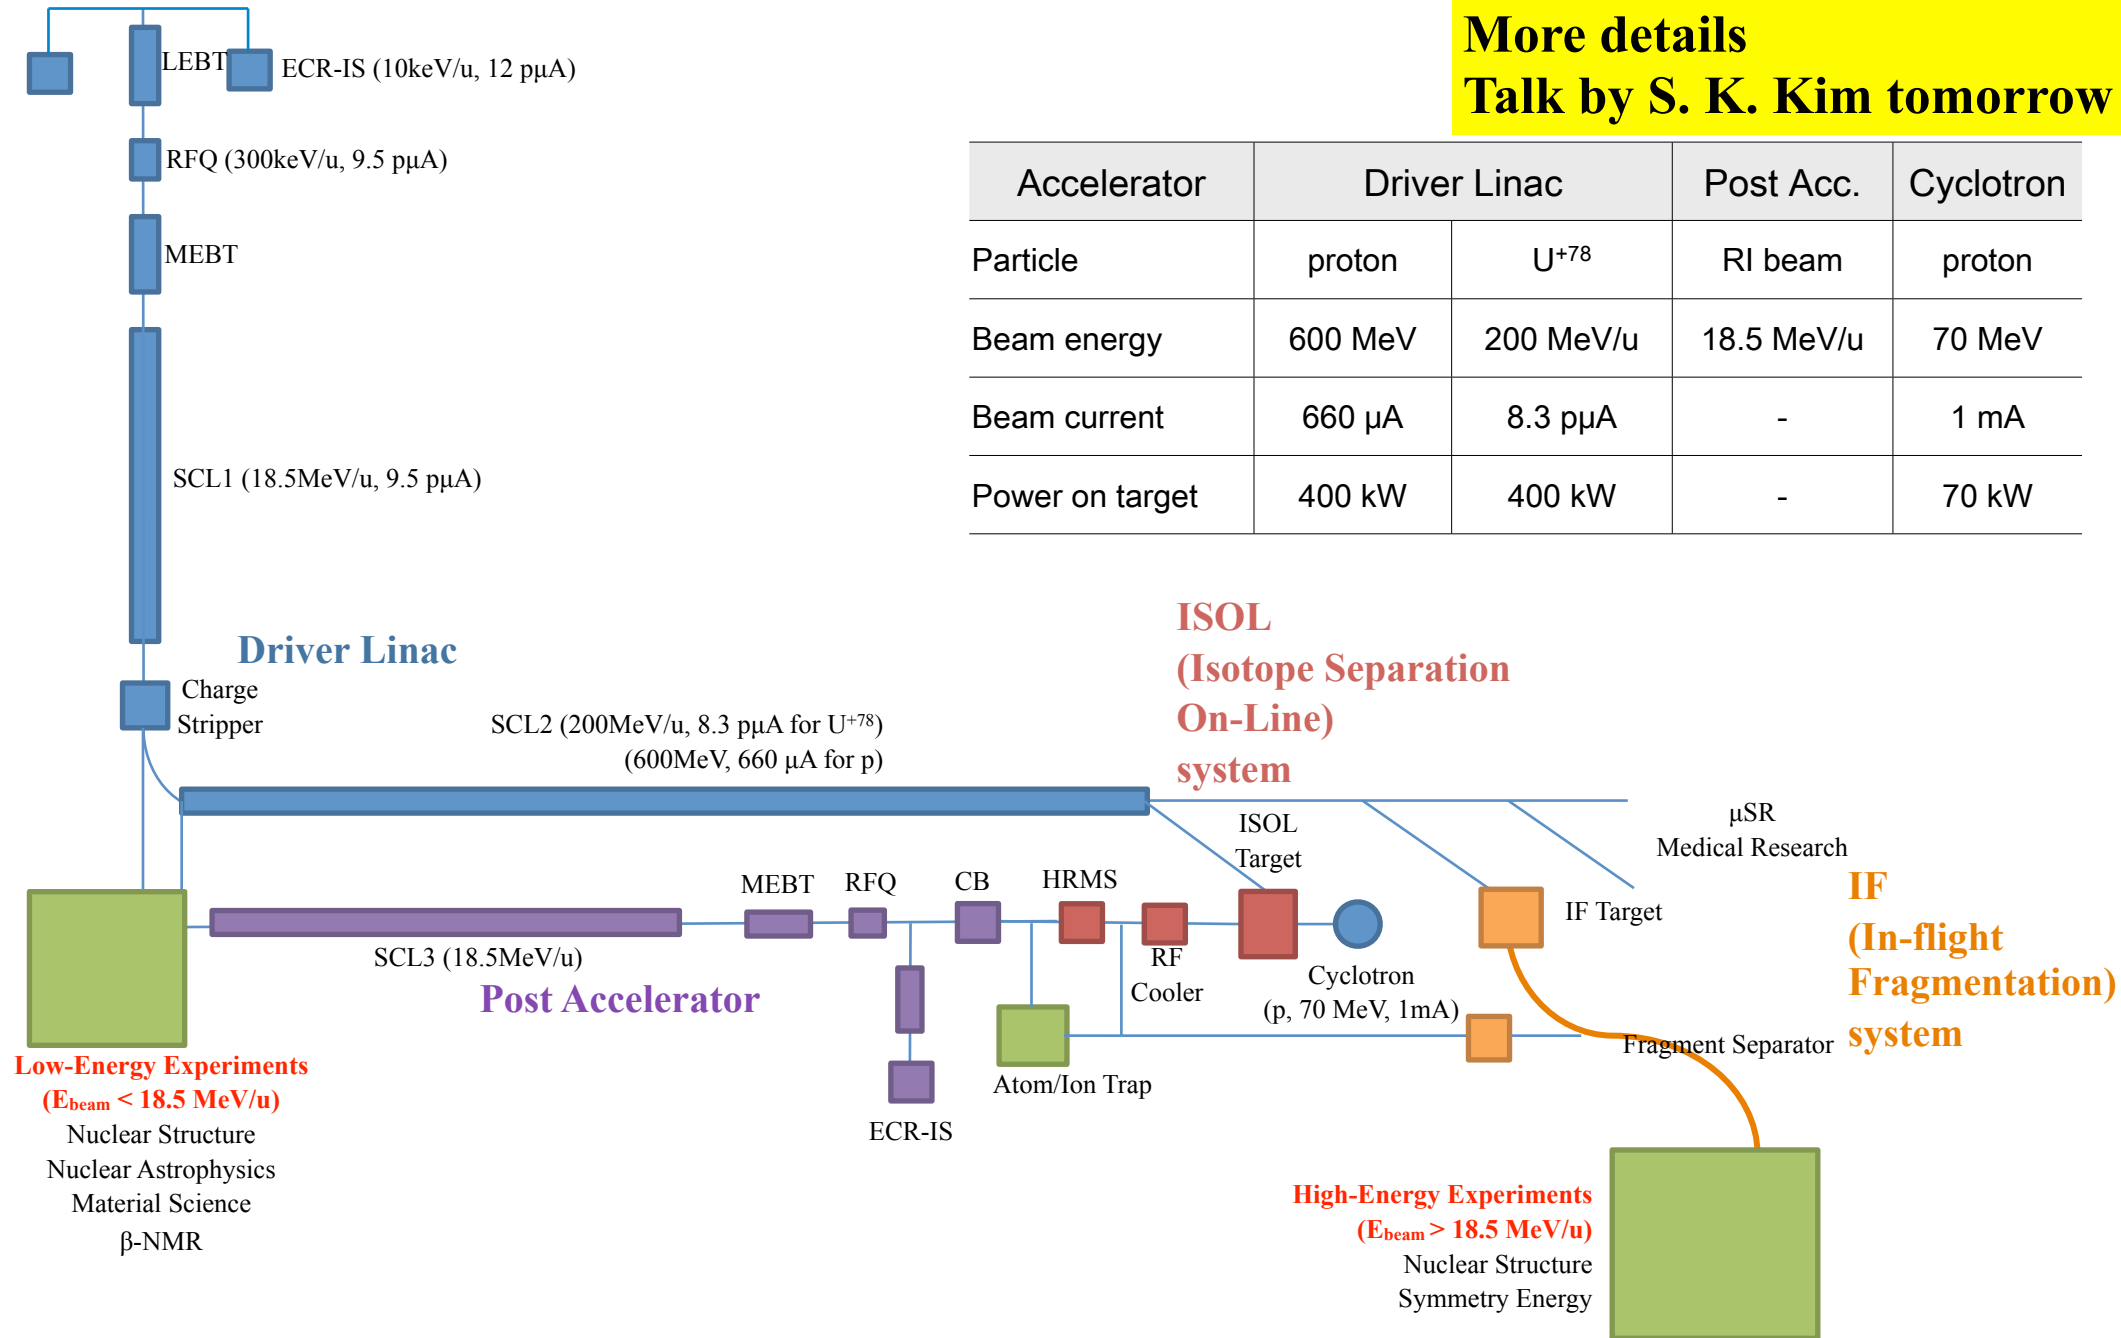 More details
Talk by S. K. Kim tomorrow
LEBT
ECR-IS (10keV/u, 12 pμA)
RFQ (300keV/u, 9.5 pμA)
MEBT
SCL1 (18.5MeV/u, 9.5 pμA)
Accelerator Driver Linac Post Acc. Cyclotron
Particle proton U+78 RI beam proton
Beam energy 600 MeV 200 MeV/u 18.5 MeV/u 70 MeV
Beam current 660 μA 8.3 pμA - 1 mA
Power on target 400 kW 400 kW - 70 kW
Driver Linac
Charge
Stripper
SCL2 (200MeV/u, 8.3 pμA for U+78)
(600MeV, 660 μA for p)
ISOL
(Isotope Separation
On-Line)
system
ISOL
Target
μSR
Medical Research
MEBT
RFQ
CB
HRMS
RF
Cooler
Cyclotron
(p, 70 MeV, 1mA)
IF Target
IF
(In-flight
Fragmentation)
system
SCL3 (18.5MeV/u)
Post Accelerator
Fragment Separator
Atom/Ion Trap
ECR-IS
Low-Energy Experiments
(Ebeam < 18.5 MeV/u)
Nuclear Structure
Nuclear Astrophysics
Material Science
β-NMR
High-Energy Experiments
(Ebeam > 18.5 MeV/u)
Nuclear Structure
Symmetry Energy